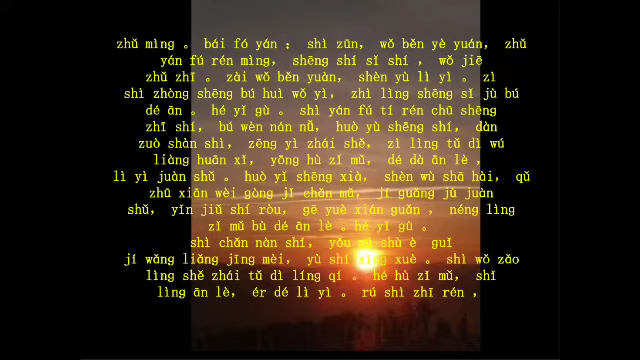 zhǔ mìng 。 bái fó yán ： shì zūn， wǒ běn yè yuán， zhǔ
yán fú rén mìng， shēng shí sǐ shí ， wǒ jiē
zhǔ zhī 。 zài wǒ běn yuàn， shèn yù lì yì 。 zì
shì zhòng shēng bú huì wǒ yì， zhì lìng shēng sǐ jù bú
dé ān 。 hé yǐ gù 。 shì yán fú tí rén chū shēng
zhī shí， bú wèn nán nǚ， huò yù shēng shí， dàn
zuò shàn shì， zēng yì zhái shě， zì lìng tǔ dì wú
liàng huān xǐ， yōng hù zǐ mǔ， dé dà ān lè ，
lì yì juàn shǔ 。 huò yǐ shēng xià， shèn wù shā hài， qǔ
zhū xiān wèi gòng jǐ chǎn mǔ， jí guǎng jù juàn
shǔ， yǐn jiǔ shí ròu， gē yuè xián guǎn ， néng lìng
zǐ mǔ bù dé ān lè 。hé yǐ gù 。
shì chǎn nàn shí， yǒu wú shù è guǐ
jí wǎng liǎng jīng mèi， yù shí xīng xuè 。 shì wǒ zǎo
lìng shě zhái tǔ dì líng qí 。 hé hù zǐ mǔ， shǐ
lìng ān lè， ér dé lì yì 。 rú shì zhī rén ，